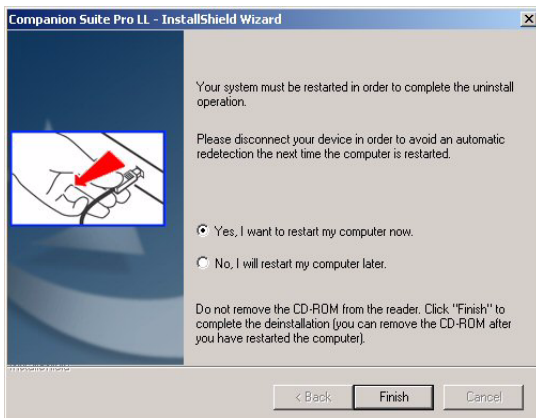 Companion Suite Pro LL - InstallShield Wizard
Your system must be restarted in order to complete the uninstall
operation.
Please disconnect your device in order to avoid an automatic
redetection the next time the computer is restarted.
Yes, I want to restart my computer now.
No, I will restart my computer later.
Do not remove the CD-ROM from the reader. Click "Finish" to
complete the deinstallation (you can remove the CD-ROM after
you have restarted the computer).
InstallShield
< Back
Finish
Cancel